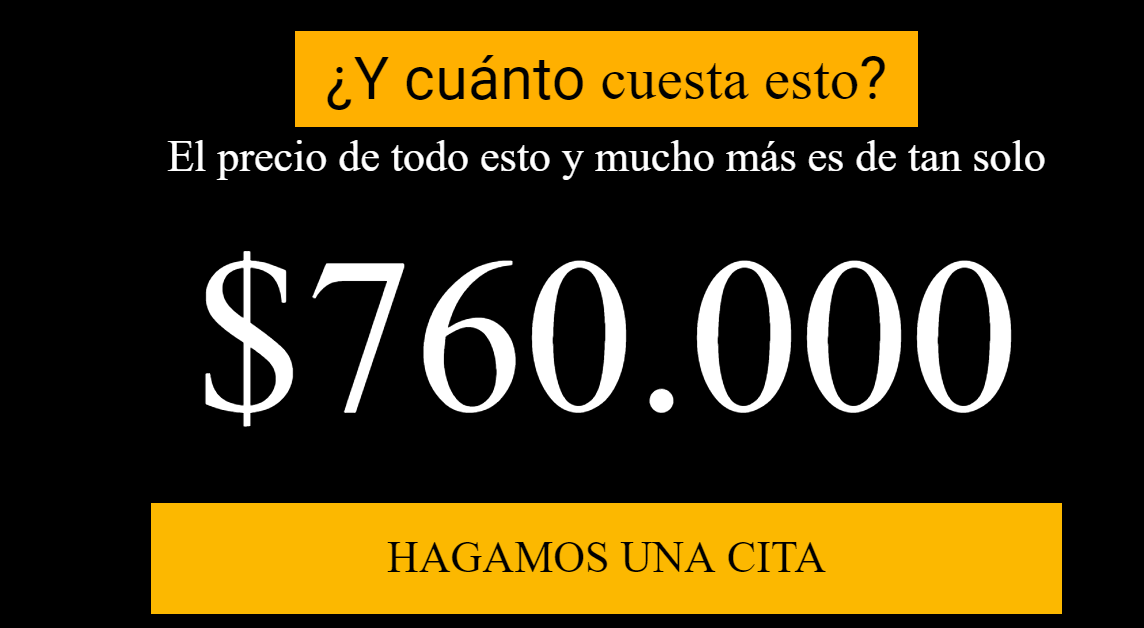 ¿Y cuánto cuesta esto?
El precio de todo esto y mucho más es de tan solo
$760.000
HAGAMOS UNA CITA